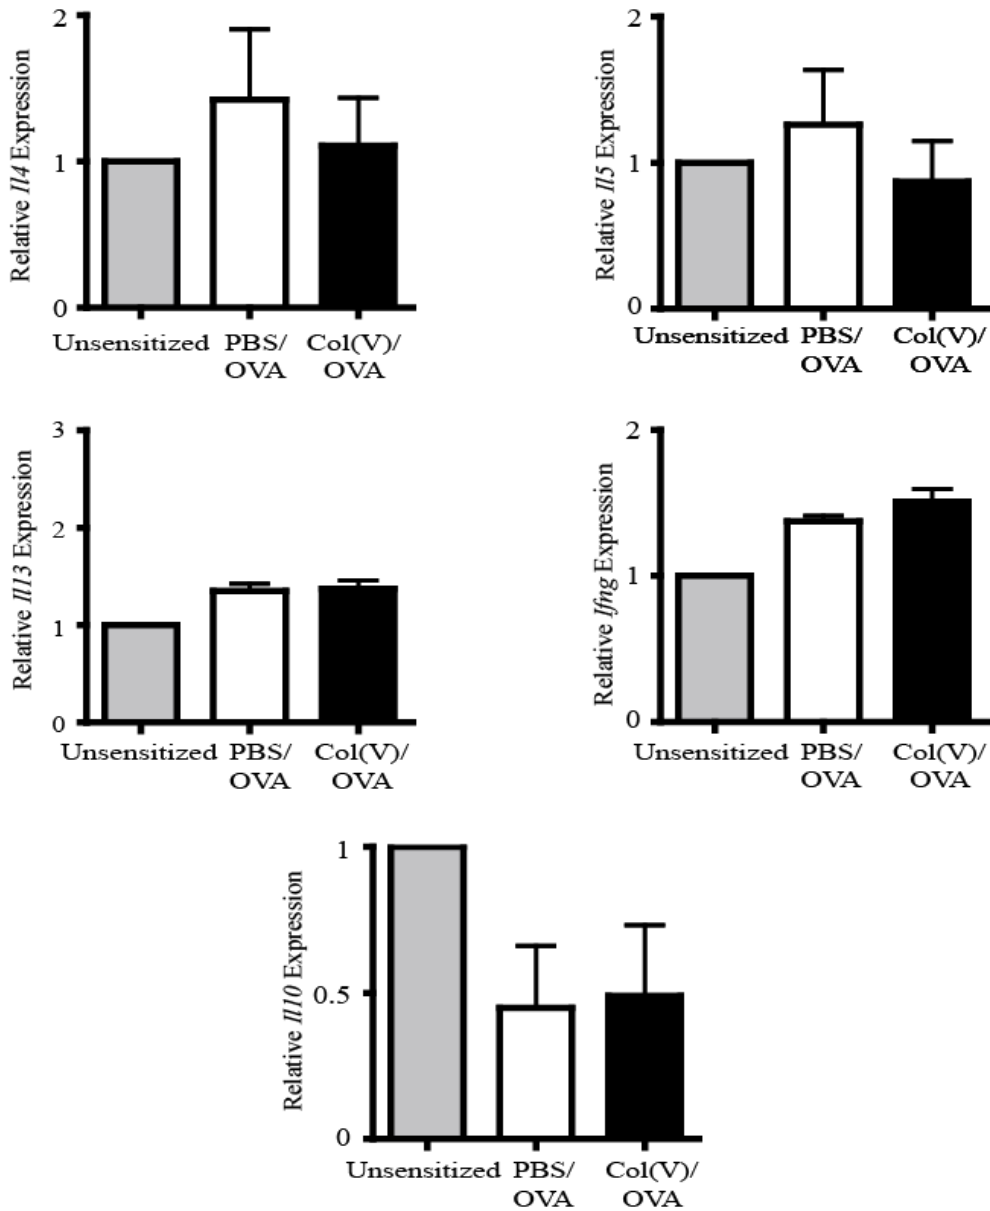 2
Relative Il4 Expression
1
0
Unsensitized PBS/ Col(V)/
OVA OVA
2
Relative Il5 Expression
1
0
Unsensitized PBS/ Col(V)/
OVA OVA
3
Relative Il13 Expression
2
1
0
Unsensitized PBS/ Col(V)/
OVA OVA
2
Relative Ifng Expression
1
0
Unsensitized PBS/ Col(V)/
OVA OVA
1
Relative Il10 Expression
0.5
0
Unsensitized PBS/ Col(V)/
OVA OVA